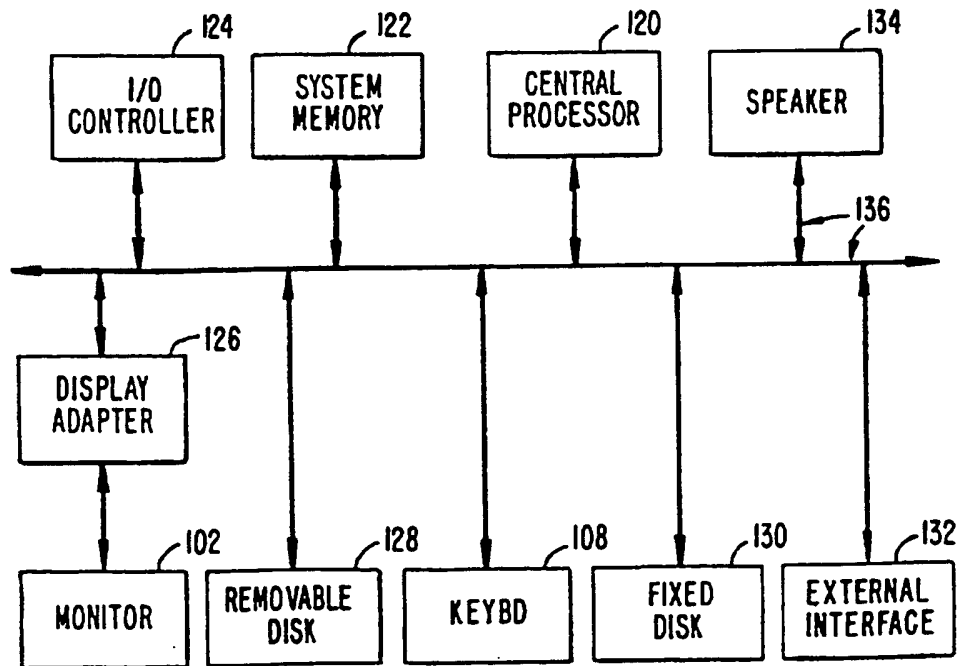 124
I/O
CONTROLLER
122
SYSTEM
MEMORY
120
CENTRAL
PROCESSOR
134
SPEAKER
136
126
DISPLAY
ADAPTER
102
MONITOR
128
REMOVABLE
DISK
108
KEYBD
130
FIXED
DISK
132
EXTERNAL
INTERFACE